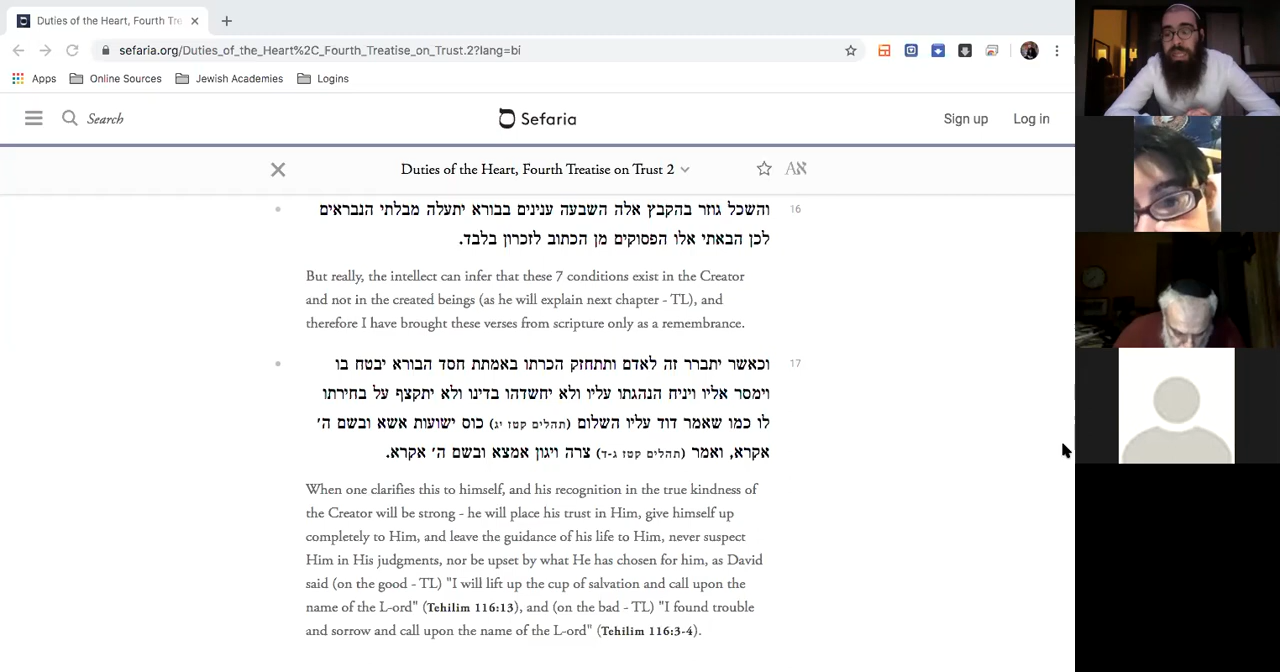 Duties of the Heart, Fourth Tre
sefaria.org/Duties_of_the_Heart%2C_Fourth_Treatise_on_Trust.2?lang=bi
Apps Online Sources Jewish Academies Logins
Search Sefaria Sign up Log in
Duties of the Heart, Fourth Treatise on Trust 2 אA
16 והשכל גוזר בהקבץ אלה השבעה ענינים בבורא יתעלה מבלתי הנבראים
לכן הבאתי אלו הפסוקים מן הכתוב לזכרון בלבד.
But really, the intellect can infer that these 7 conditions exist in the Creator
and not in the created beings (as he will explain next chapter - TL), and
therefore I have brought these verses from scripture only as a remembrance.
17 וכאשר יתברר זה לאדם ותתחזק הכרתו באמתת חסד הבורא יבטח בו
וימסר אליו ויניח הנהגתו עליו ולא יחשדהו בדינו ולא יתקצף על בחירתו
לו כמו שאמר דוד עליו השלום (תהלים קטז יג) כוס ישועות אשא ובשם ה׳
אקרא, ואמר (תהלים קטז ג-ד) צרה ויגון אמצא ובשם ה׳ אקרא.
When one clarifies this to himself, and his recognition in the true kindness of
the Creator will be strong - he will place his trust in Him, give himself up
completely to Him, and leave the guidance of his life to Him, never suspect
Him in His judgments, nor be upset by what He has chosen for him, as David
said (on the good - TL) "I will lift up the cup of salvation and call upon the
name of the L-ord" (Tehilim 116:13), and (on the bad - TL) "I found trouble
and sorrow and call upon the name of the L-ord" (Tehilim 116:3-4).